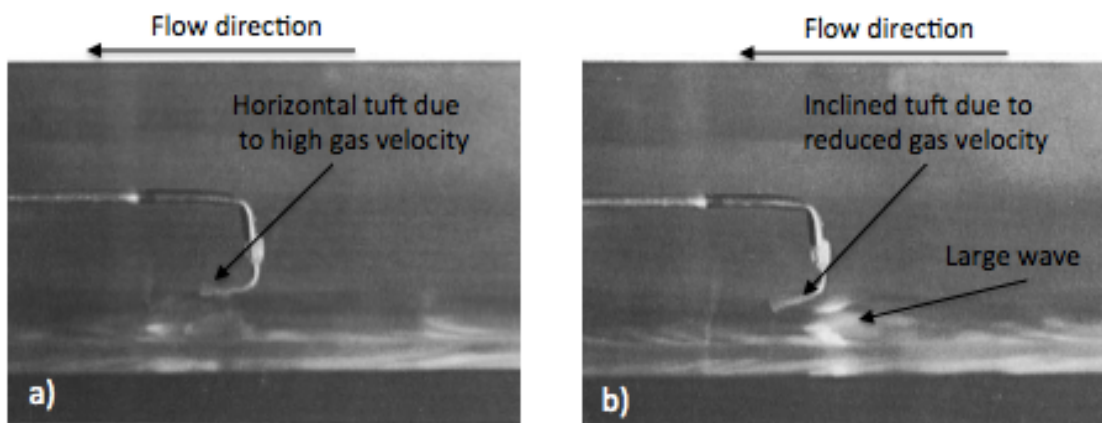 Flow direction
Horizontal tuft due
to high gas velocity
a)
Flow direction
Inclined tuft due to
reduced gas velocity
Large wave
b)